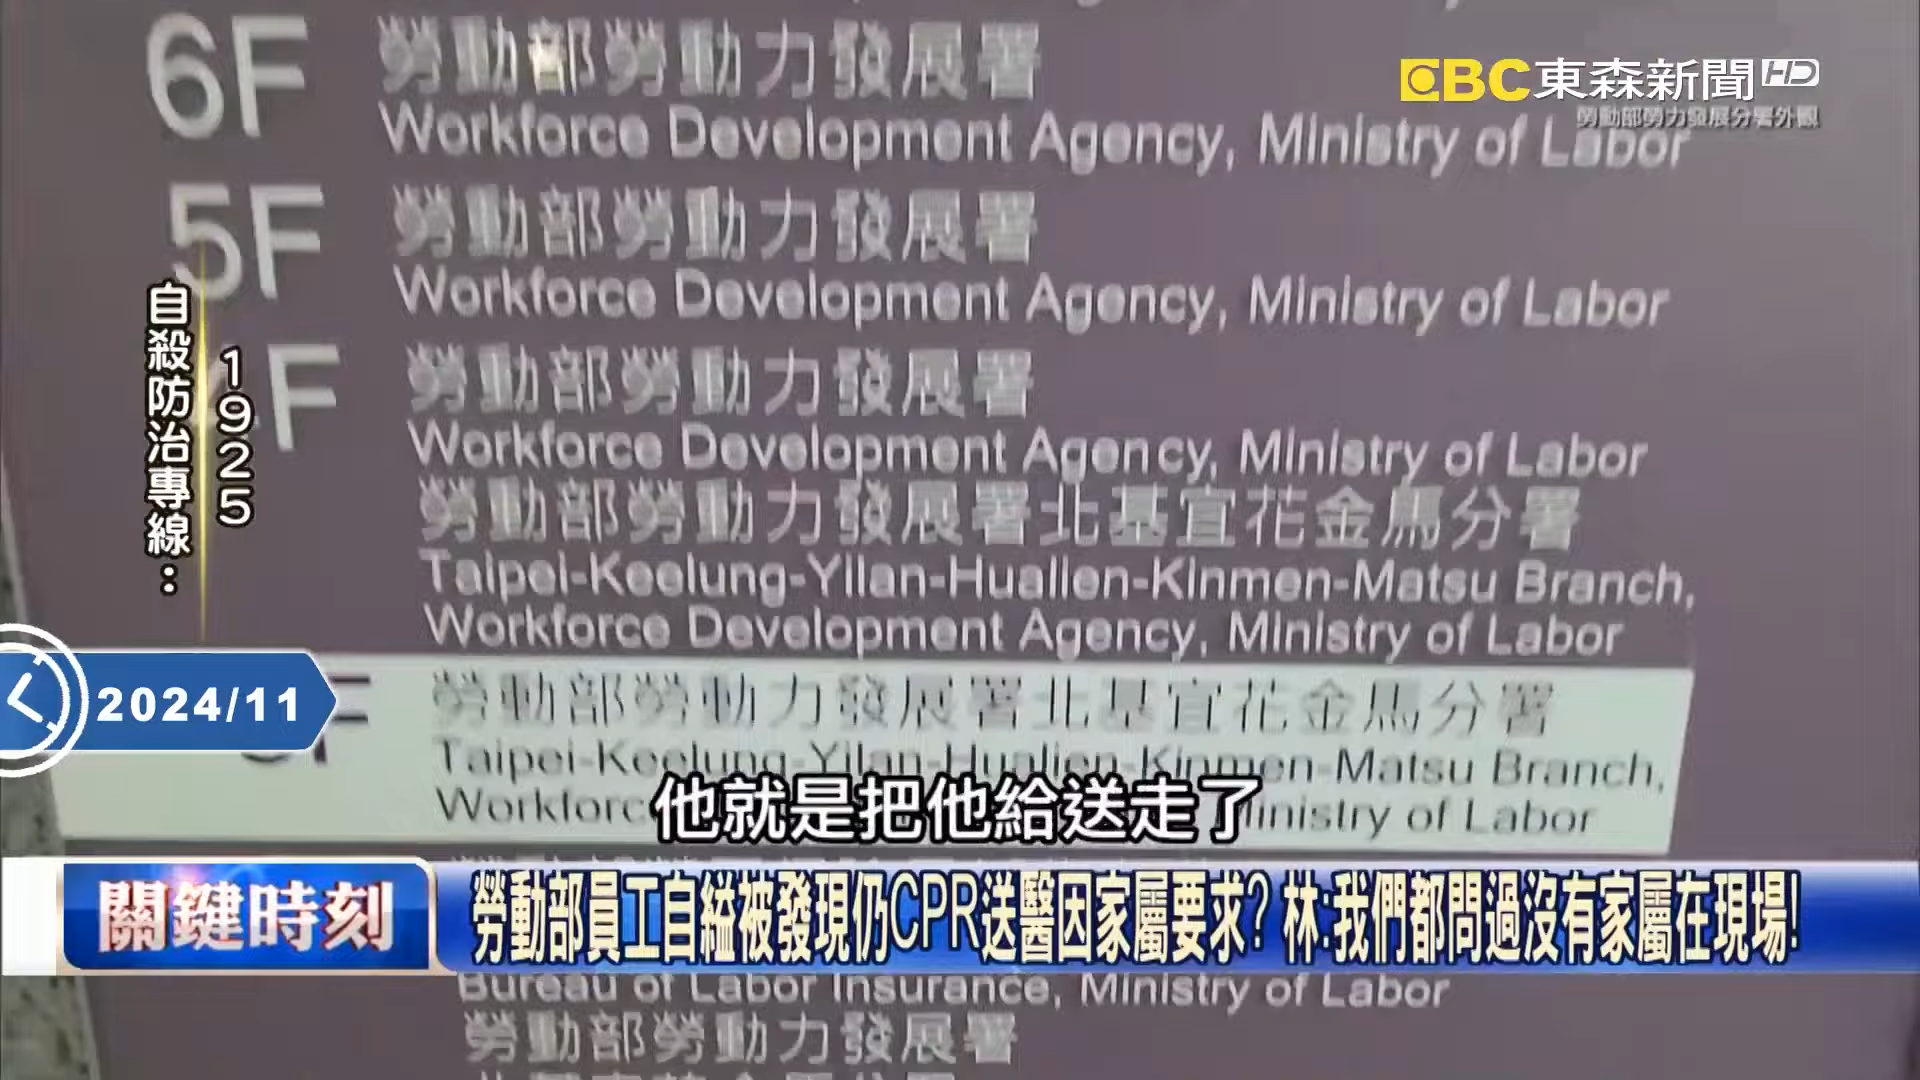 6F
勞動部勞動力發展署
Workforce Development Agency, Ministry of Labor
EBC東森新聞HD
勞動部勞力發展分署外觀
5F
勞動部勞動力發展署
Workforce Development Agency, Ministry of Labor
自殺防治專線：
1925
F
勞動部勞動力發展署
Workforce Development Agency, Ministry of Labor
勞動部勞動力發展署北基宜花金馬分署
Taipei-Keelung-Yilan-Hualien-Kinmen-Matsu Branch,
Workforce Development Agency, Ministry of Labor
2024/11
勞動部勞動力發展署北基宜花金馬分署
Taipei-Keelung-Yilan-Hualien-Kinmen-Matsu Branch,
Ministry of Labor
他就是把他給送走了
關鍵時刻
勞動部員工自縊被發現仍CPR送醫因家屬要求? 林:我們都問過沒有家屬在現場!
Bureau of Labor Insurance, Ministry of Labor
勞動部勞動力發展署